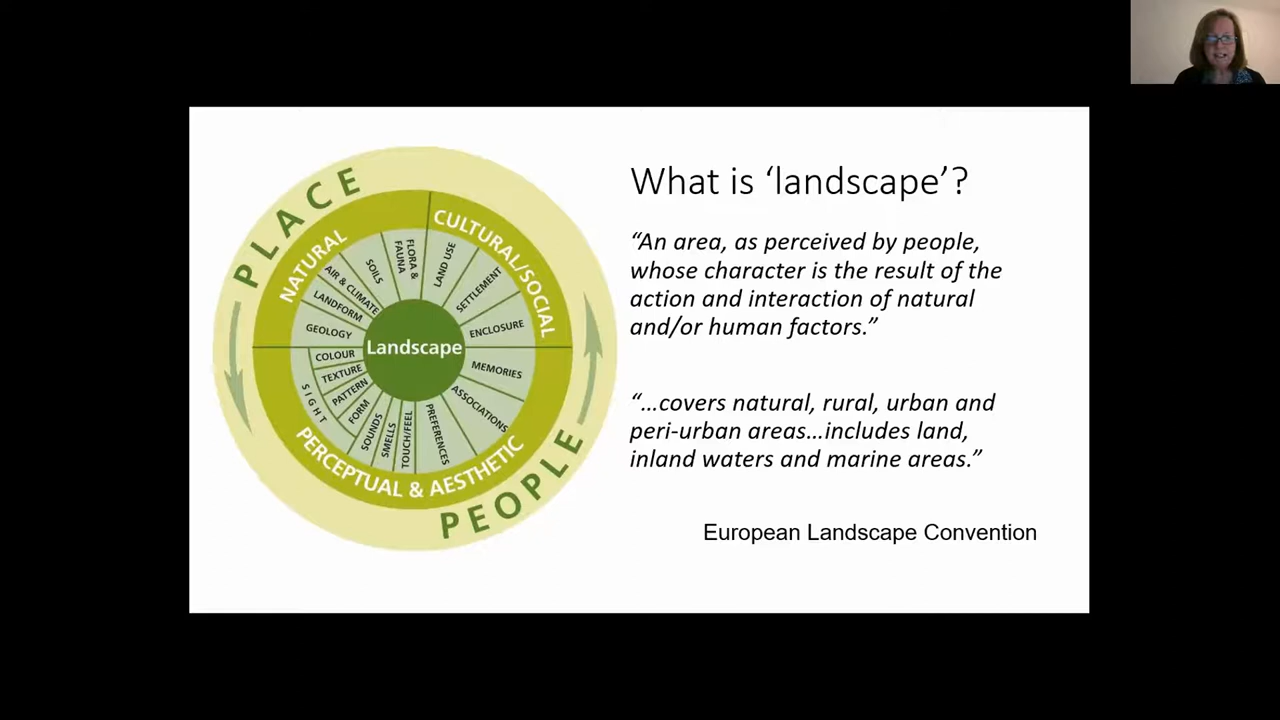 PLACE
NATURAL
CULTURAL/SOCIAL
FLORA &
FAUNA
SOILS
AIR & CLIMATE
LANDFORM
GEOLOGY
LAND USE
SETTLEMENT
ENCLOSURE
Landscape
COLOUR
TEXTURE
PATTERN
FORM
SIGHT
SOUNDS
SMELLS
TOUCH/FEEL
PREFERENCES
ASSOCIATIONS
MEMORIES
PERCEPTUAL & AESTHETIC
PEOPLE
What is ‘landscape’?
“An area, as perceived by people,
whose character is the result of the
action and interaction of natural
and/or human factors.”
“…covers natural, rural, urban and
peri-urban areas…includes land,
inland waters and marine areas.”
European Landscape Convention